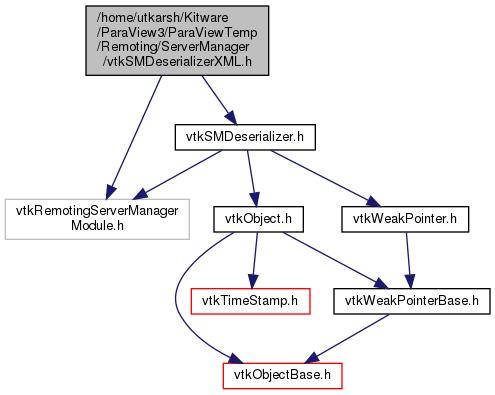 /home/utkarsh/Kitware
/ParaView3/ParaViewTemp
/Remoting/ServerManager
/vtkSMDeserializerXML.h
vtkSMDeserializer.h
vtkRemotingServerManager
Module.h
vtkObject.h
vtkWeakPointer.h
vtkTimeStamp.h
vtkWeakPointerBase.h
vtkObjectBase.h